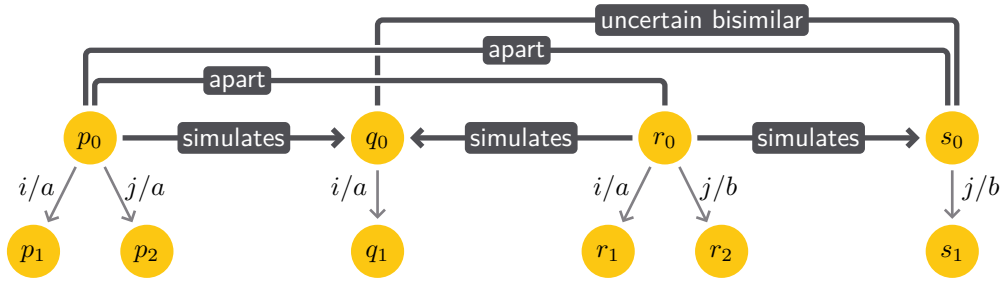 uncertain bisimilar
apart
apart
p₀ simulates q₀ simulates r₀ simulates s₀
i/a j/a i/a i/a j/b j/b
p₁ p₂ q₁ r₁ r₂ s₁